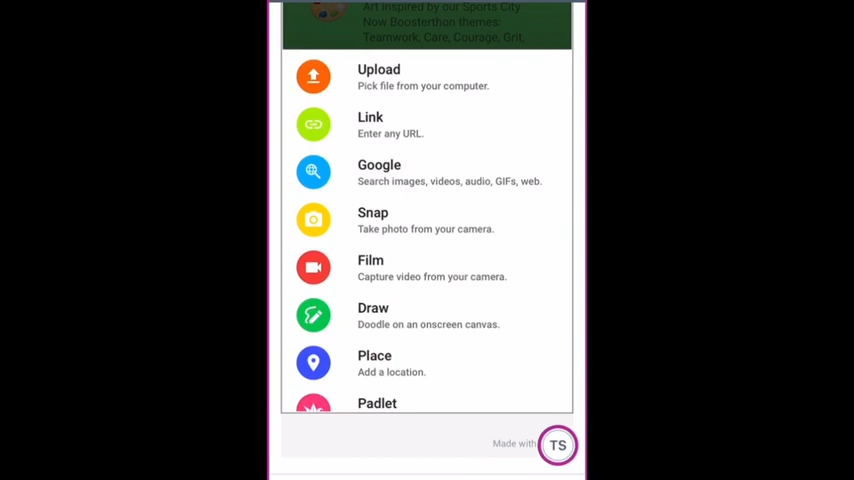 Art inspired by our Sports City
Now Boosterthon themes:
Teamwork, Care, Courage, Grit,
Upload
Pick file from your computer.
Link
Enter any URL.
Google
Search images, videos, audio, GIFs, web.
Snap
Take photo from your camera.
Film
Capture video from your camera.
Draw
Doodle on an onscreen canvas.
Place
Add a location.
Padlet
Made with
TS